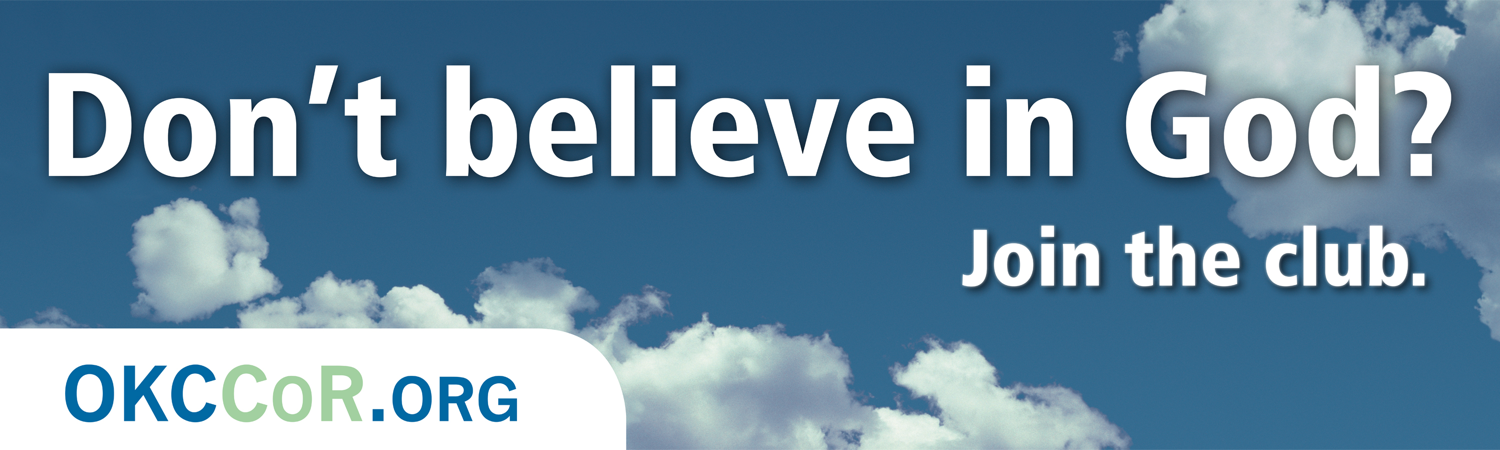 Don’t believe in God?
Join the club.
OKCCoR.ORG